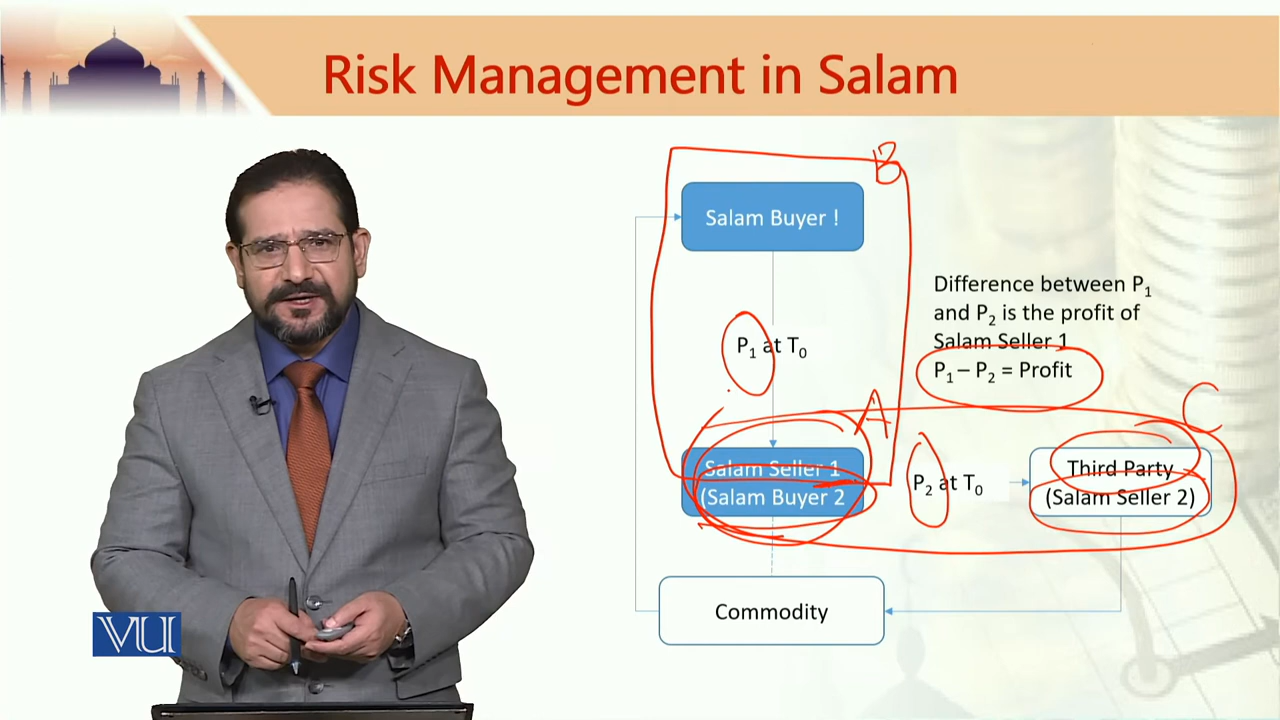 Risk Management in Salam
B
Salam Buyer !
P1 at T0
Difference between P1
and P2 is the profit of
Salam Seller 1
P1 – P2 = Profit
A
C
Salam Seller 1
(Salam Buyer 2
P2 at T0
Third Party
(Salam Seller 2)
Commodity
VU